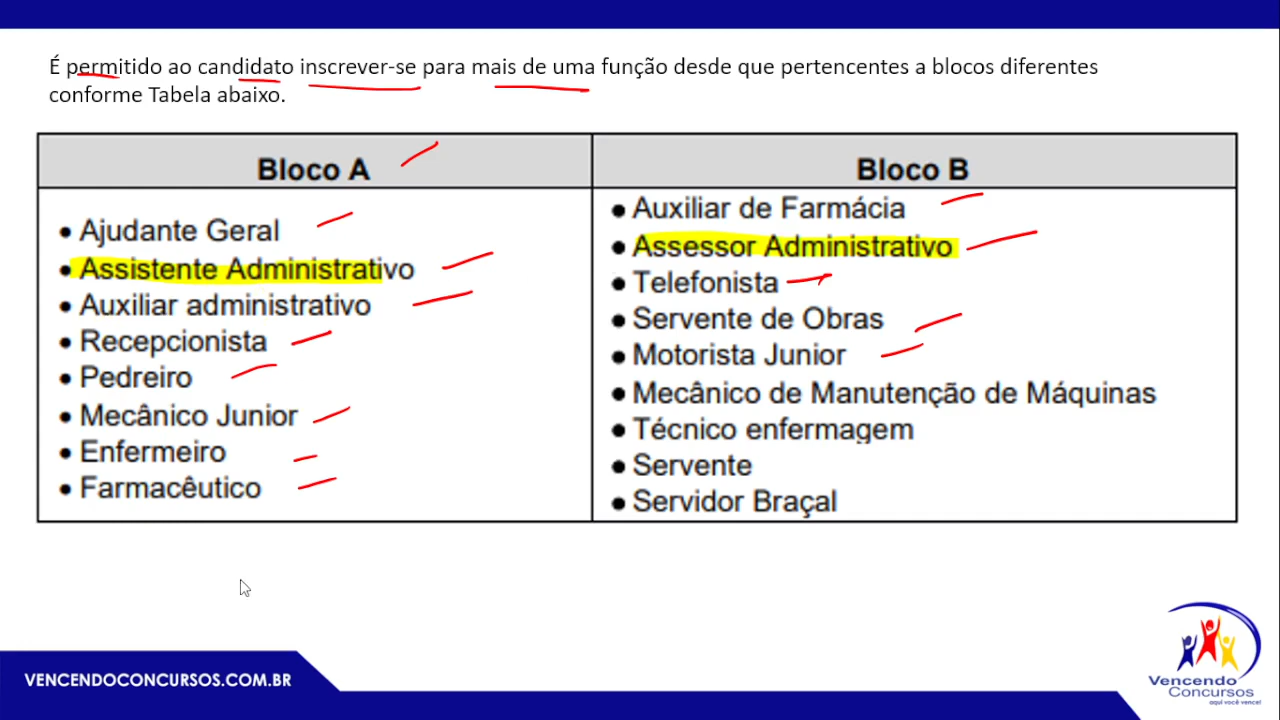 É permitido ao candidato inscrever-se para mais de uma função desde que pertencentes a blocos diferentes
conforme Tabela abaixo.
Bloco A
• Ajudante Geral
• Assistente Administrativo
• Auxiliar administrativo
• Recepcionista
• Pedreiro
• Mecânico Junior
• Enfermeiro
• Farmacêutico
Bloco B
• Auxiliar de Farmácia
• Assessor Administrativo
• Telefonista
• Servente de Obras
• Motorista Junior
• Mecânico de Manutenção de Máquinas
• Técnico enfermagem
• Servente
• Servidor Braçal
VENCENDOCONCURSOS.COM.BR
Vencendo
Concursos
aqui você vence!